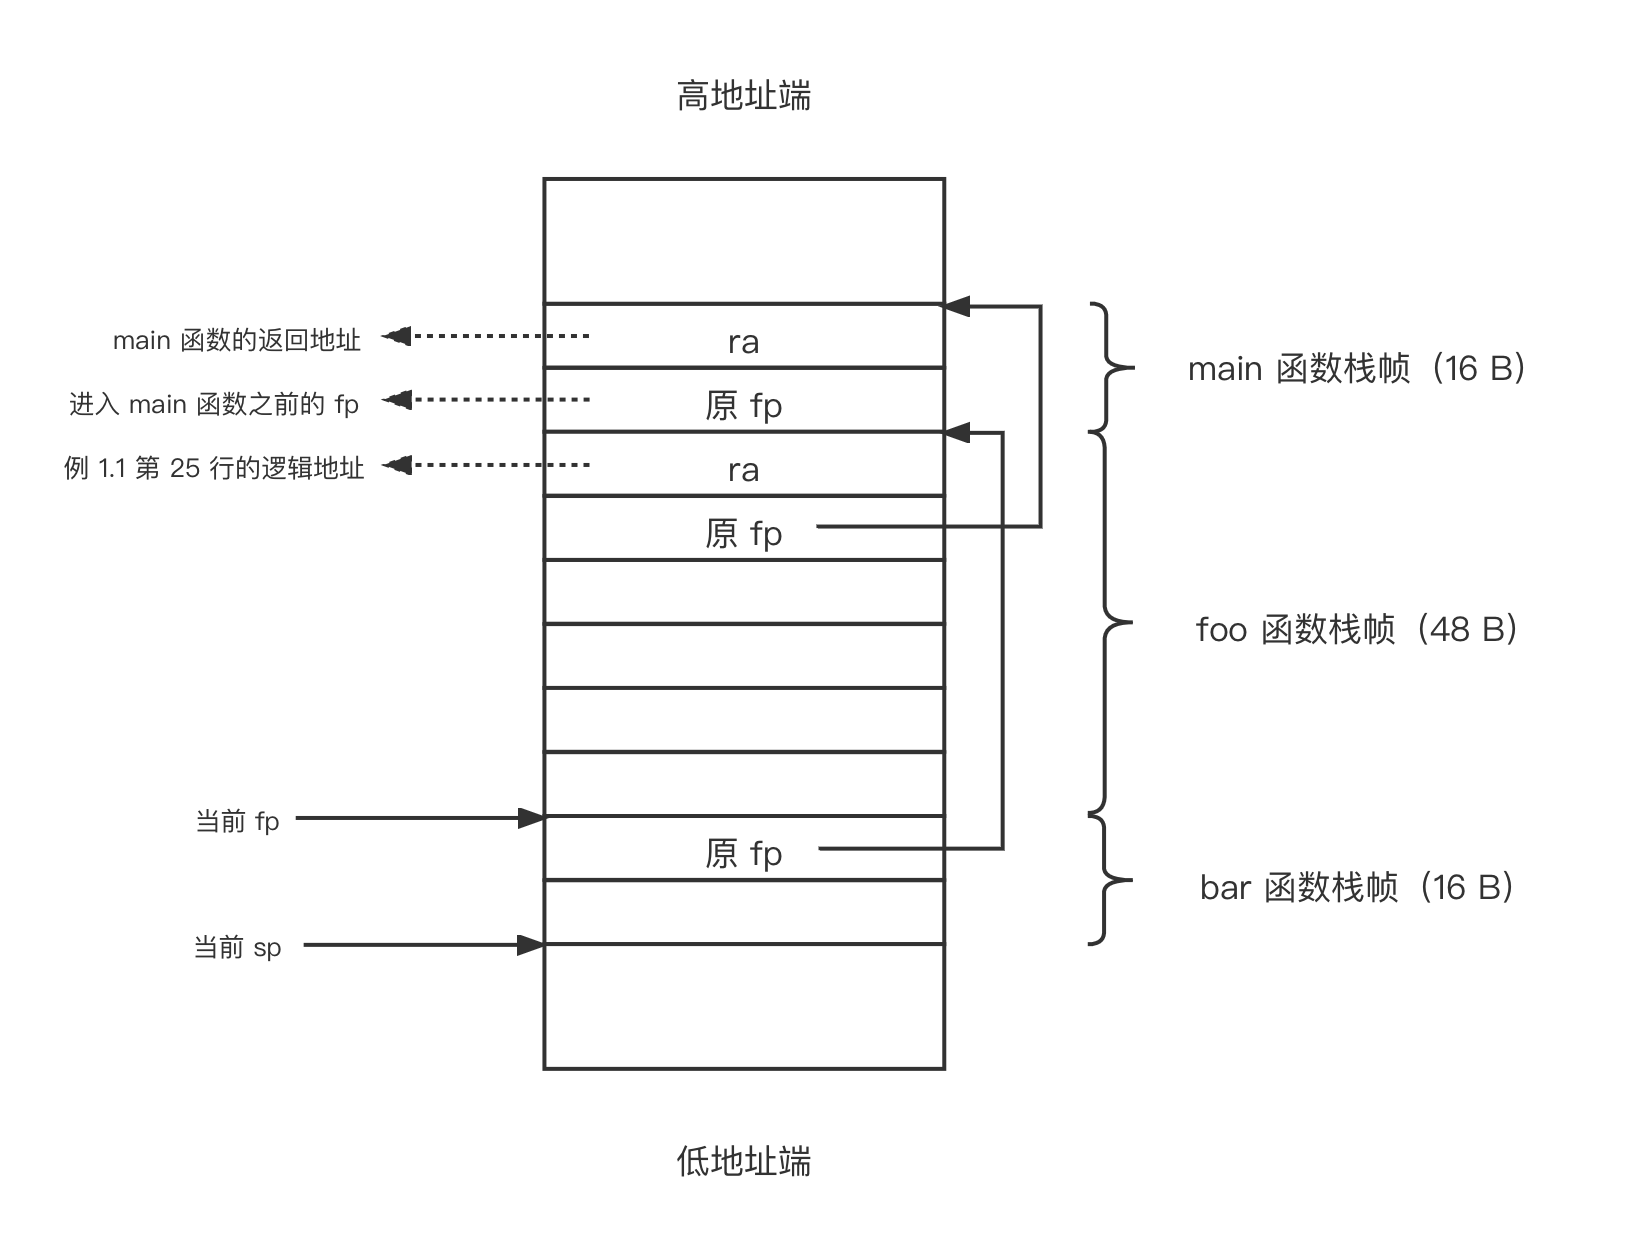 高地址端
main 函数的返回地址
ra
main 函数栈帧（16 B）
进入 main 函数之前的 fp
原 fp
例 1.1 第 25 行的逻辑地址
ra
原 fp
foo 函数栈帧（48 B）
当前 fp
原 fp
bar 函数栈帧（16 B）
当前 sp
低地址端